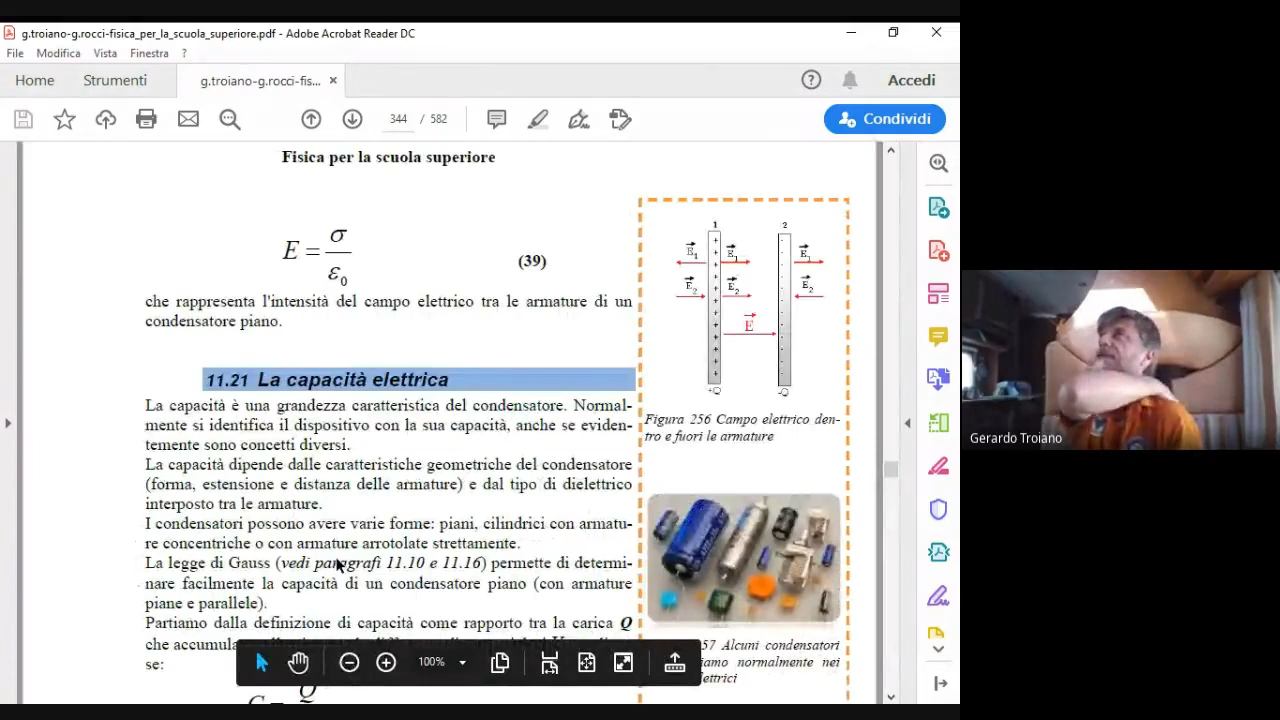 g.troiano-g.rocci-fisica_per_la_scuola_superiore.pdf - Adobe Acrobat Reader DC
File Modifica Vista Finestra ?
Home Strumenti g.troiano-g.rocci-fis... × Accedi
344 / 582 Condividi
Fisica per la scuola superiore
E = σ / ε0 (39)
che rappresenta l'intensità del campo elettrico tra le armature di un
condensatore piano.
11.21 La capacità elettrica
La capacità è una grandezza caratteristica del condensatore. Normal-
mente si identifica il dispositivo con la sua capacità, anche se eviden-
temente sono concetti diversi.
La capacità dipende dalle caratteristiche geometriche del condensatore
(forma, estensione e distanza delle armature) e dal tipo di dielettrico
interposto tra le armature.
I condensatori possono avere varie forme: piani, cilindrici con armatu-
re concentriche o con armature arrotolate strettamente.
La legge di Gauss (vedi paragrafi 11.10 e 11.16) permette di determi-
nare facilmente la capacità di un condensatore piano (con armature
piane e parallele).
Partiamo dalla definizione di capacità come rapporto tra la carica Q
che accumula
se:
Q
1 2
E1 E1 E1
E2 E2 E2
E
+Q -Q
Figura 256 Campo elettrico den-
tro e fuori le armature
57 Alcuni condensatori
iamo normalmente nei
lettrici
100%
Gerardo Troiano